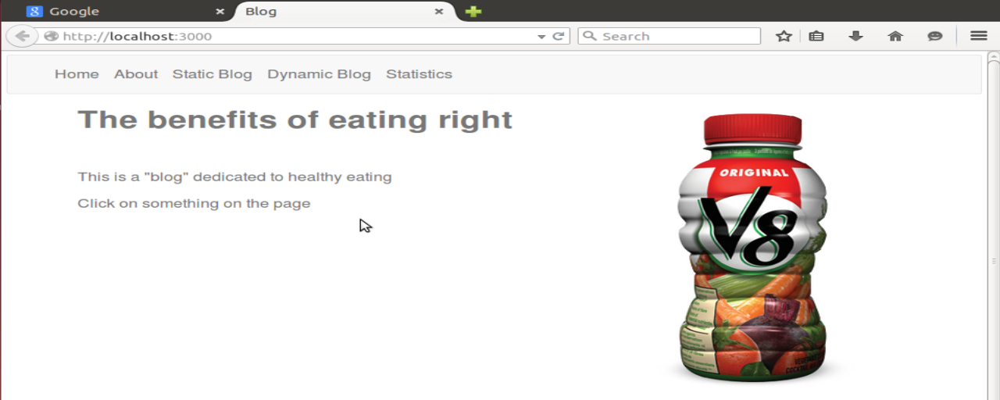 Google
Blog
http://localhost:3000
Search
Home About Static Blog Dynamic Blog Statistics
The benefits of eating right
This is a "blog" dedicated to healthy eating
Click on something on the page
ORIGINAL
V8